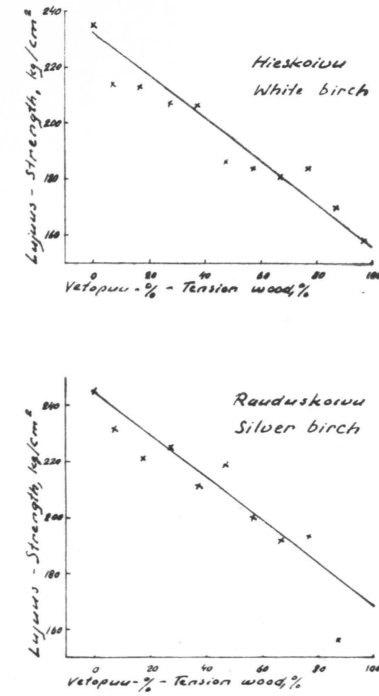 240
220
200
180
160
Lujuus - Strength, kg/cm²
Hieskoivu
White birch
0 20 40 60 80 100
Vetopuu-% - Tension wood,%
240
220
200
180
160
Lujuus - Strength, kg/cm²
Rauduskoivu
Silver birch
0 20 40 60 80 100
Vetopuu-% - Tension wood,%